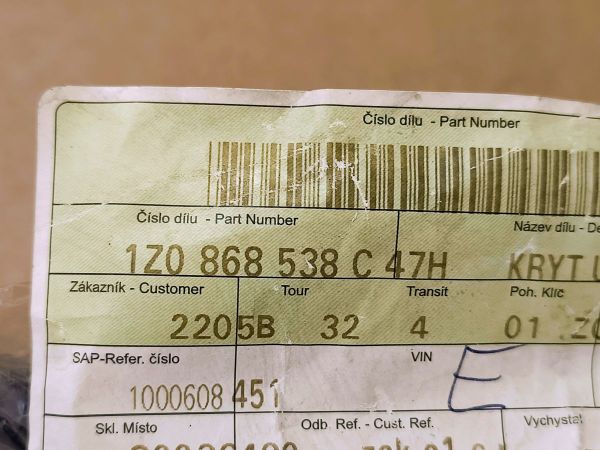 Číslo dílu - Part Number
Číslo dílu - Part Number Název dílu - De
1Z0 868 538 C 47H KRYT
Zákazník - Customer Tour Transit Poh. Klíč
2205B 32 4 01
SAP-Refer. číslo VIN
1000608 451 E
Skl. Místo Odb. Ref. - Cust. Ref. Vychystal